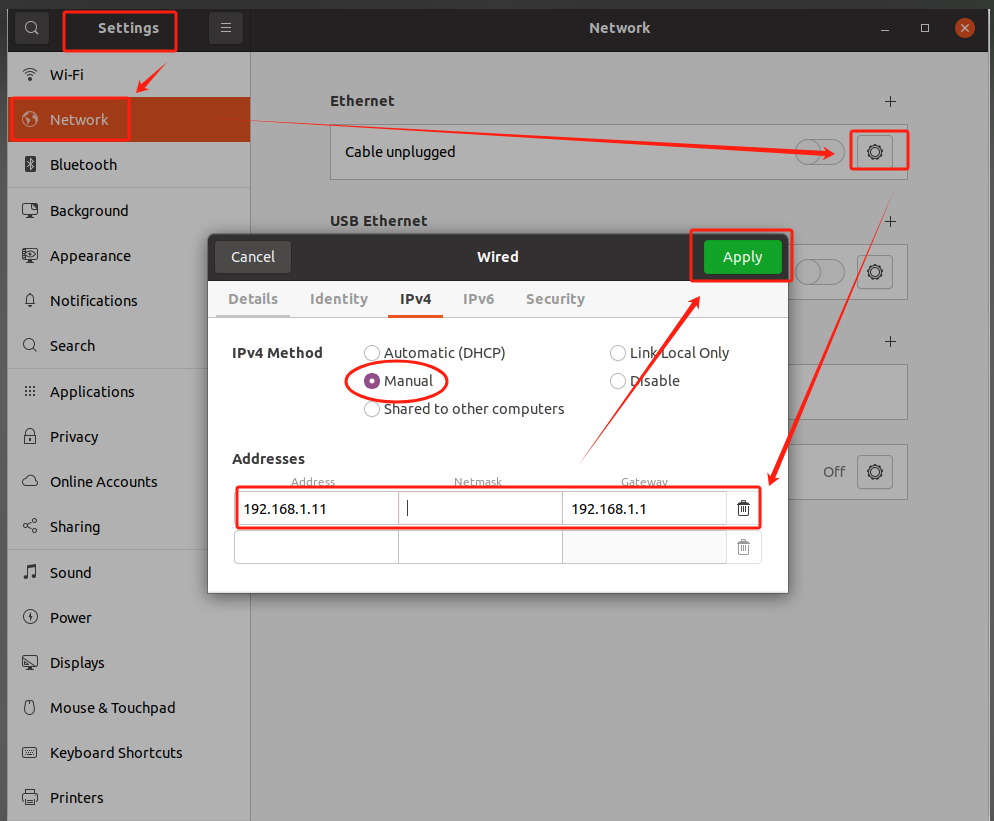 Settings
Network
Wi-Fi
Network
Bluetooth
Background
Appearance
Notifications
Search
Applications
Privacy
Online Accounts
Sharing
Sound
Power
Displays
Mouse & Touchpad
Keyboard Shortcuts
Printers
Ethernet
Cable unplugged
USB Ethernet
Off
Cancel
Wired
Apply
Details Identity IPv4 IPv6 Security
IPv4 Method
Automatic (DHCP)
Link-Local Only
Manual
Disable
Shared to other computers
Addresses
Address Netmask Gateway
192.168.1.11 192.168.1.1